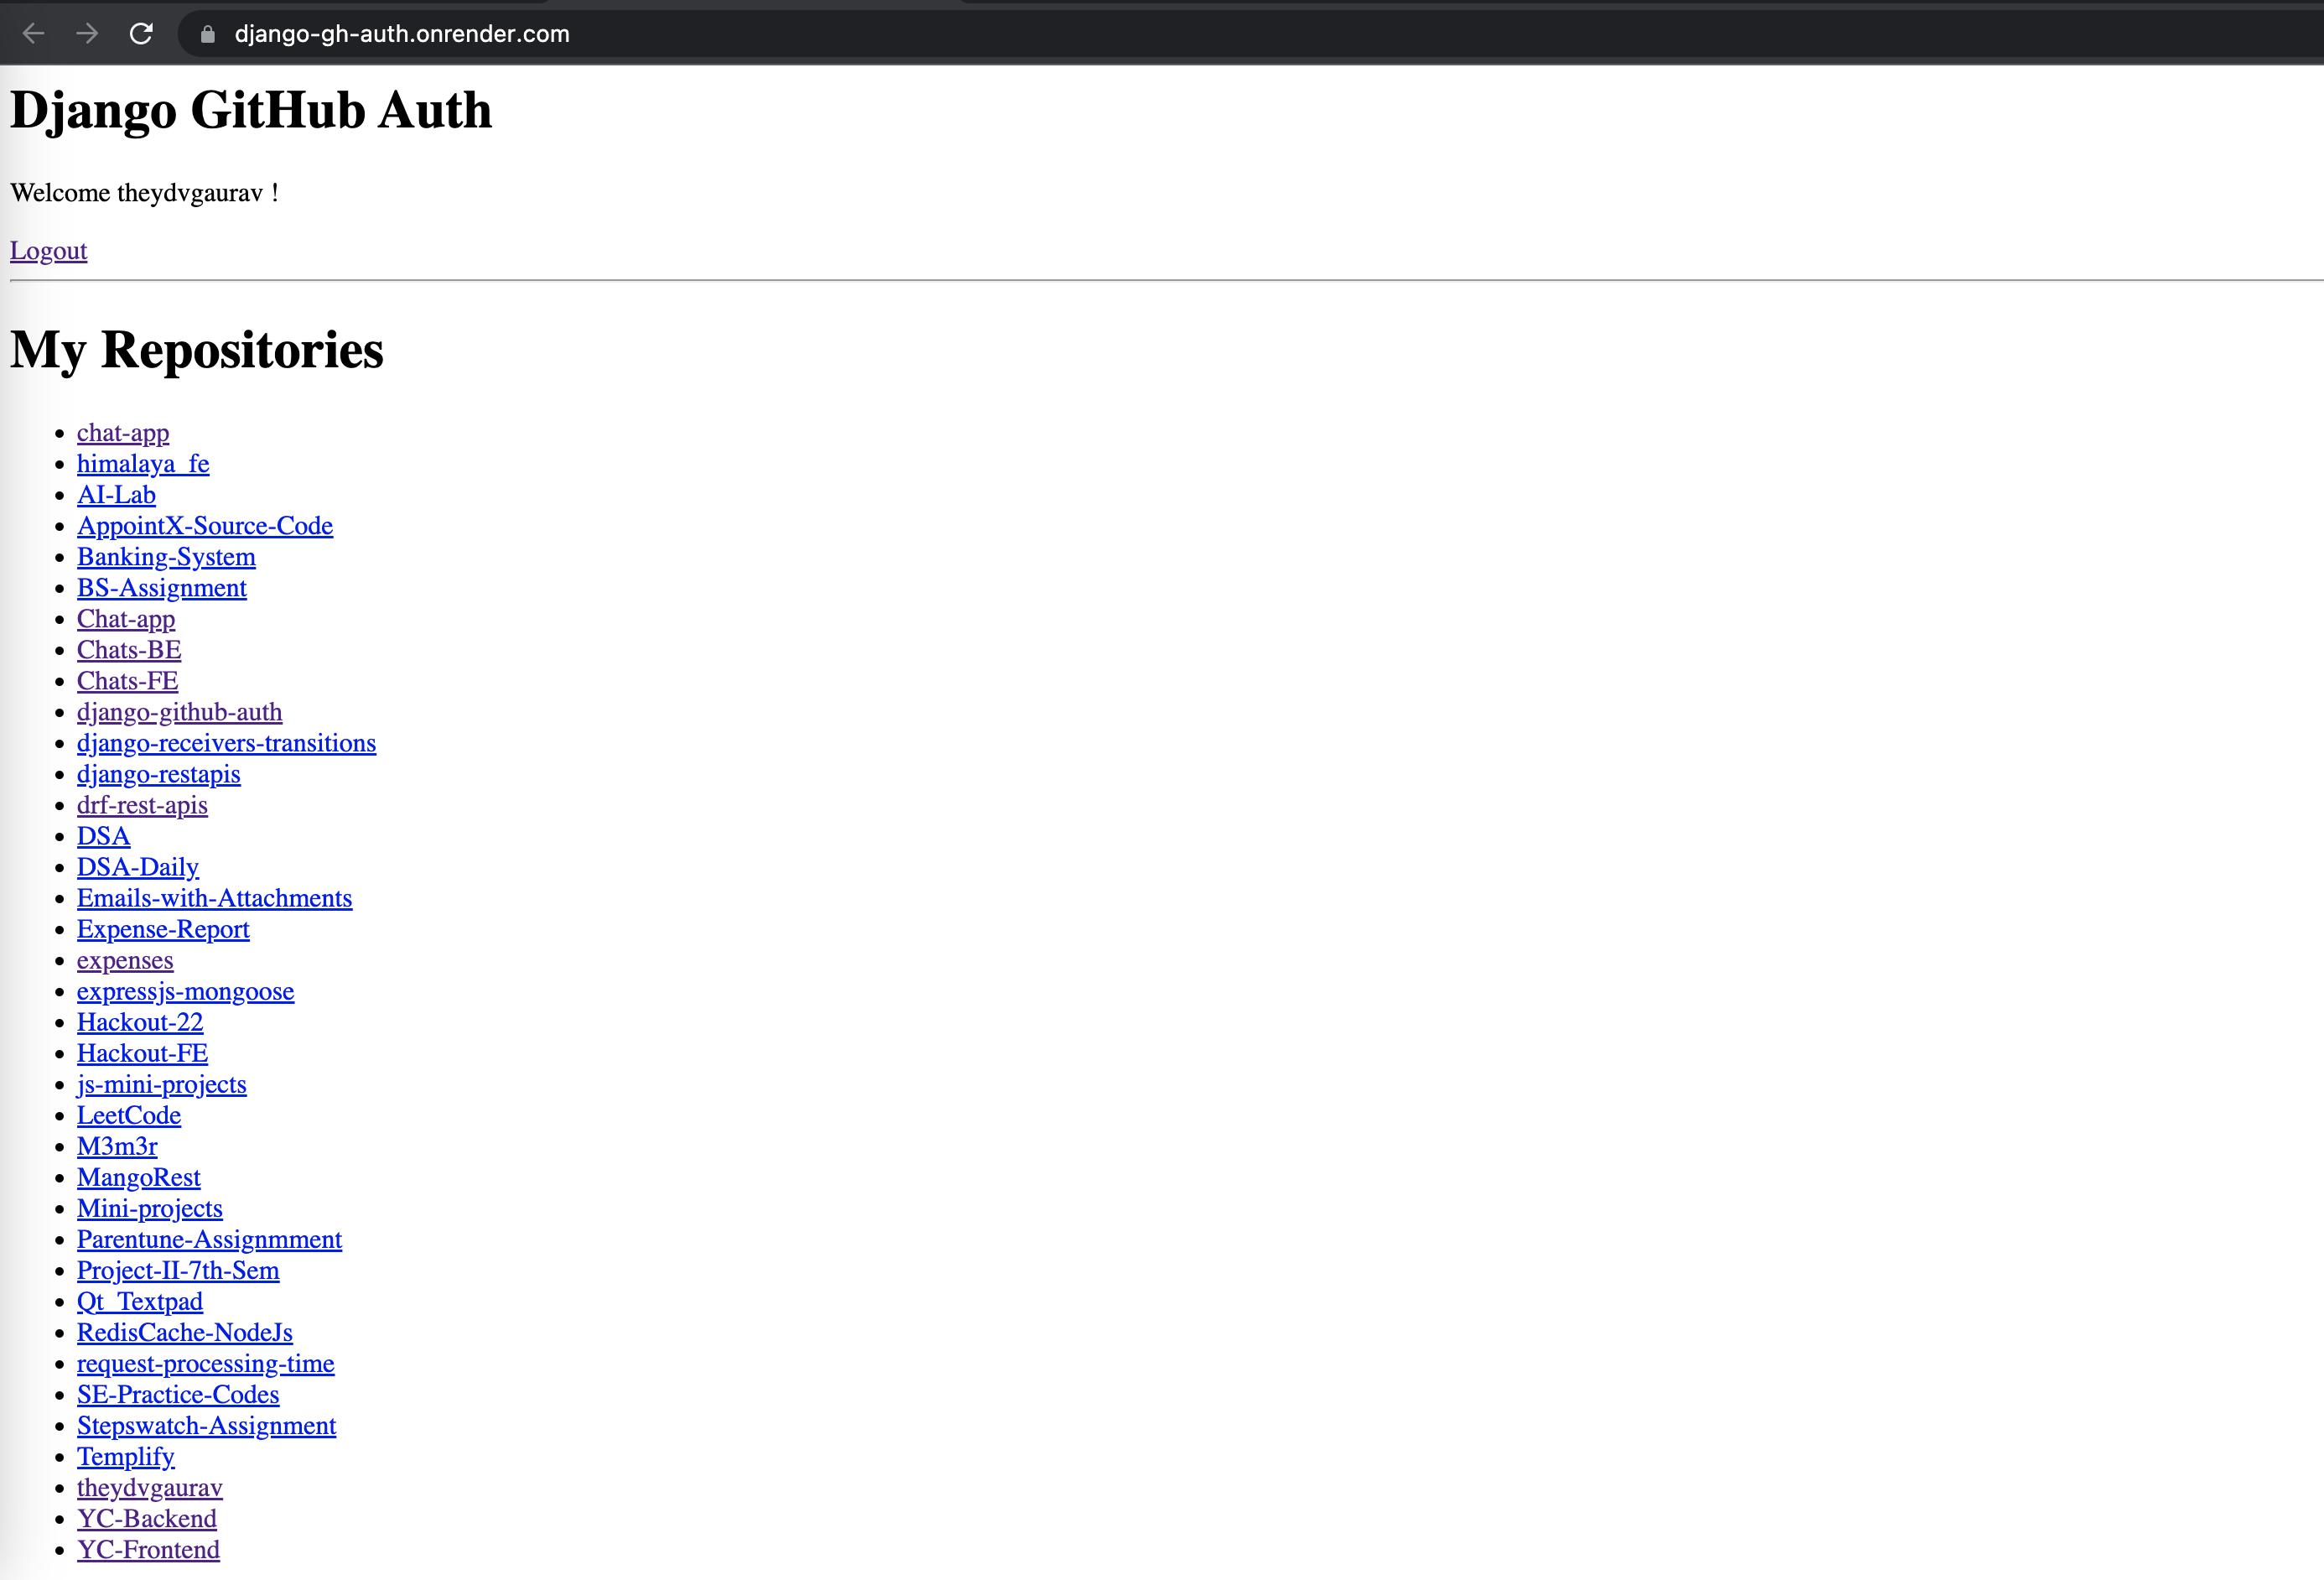 django-gh-auth.onrender.com
Django GitHub Auth
Welcome theydvgaurav !
Logout
My Repositories
chat-app
himalaya_fe
AI-Lab
AppointX-Source-Code
Banking-System
BS-Assignment
Chat-app
Chats-BE
Chats-FE
django-github-auth
django-receivers-transitions
django-restapis
drf-rest-apis
DSA
DSA-Daily
Emails-with-Attachments
Expense-Report
expenses
expressjs-mongoose
Hackout-22
Hackout-FE
js-mini-projects
LeetCode
M3m3r
MangoRest
Mini-projects
Parentune-Assignmment
Project-II-7th-Sem
Qt_Textpad
RedisCache-NodeJs
request-processing-time
SE-Practice-Codes
Stepswatch-Assignment
Templify
theydvgaurav
YC-Backend
YC-Frontend